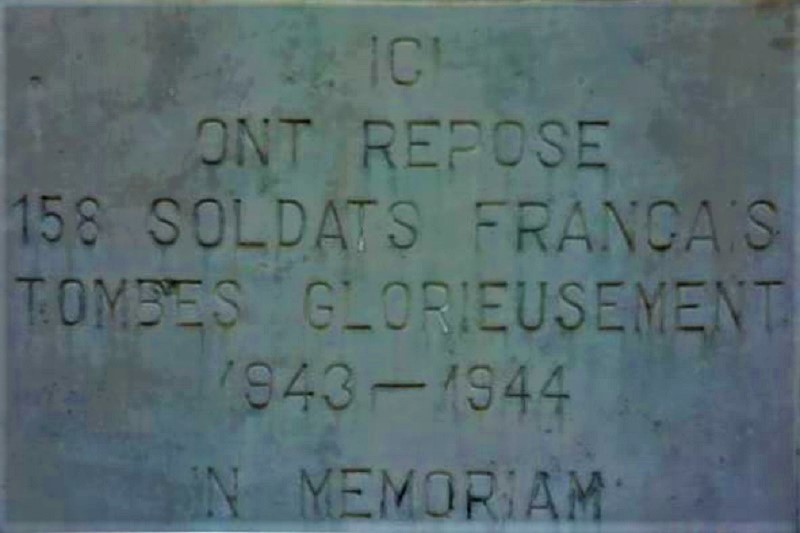 ICI
ONT REPOSE
158 SOLDATS FRANCAIS
TOMBES GLORIEUSEMENT
1943-1944
IN MEMORIAM